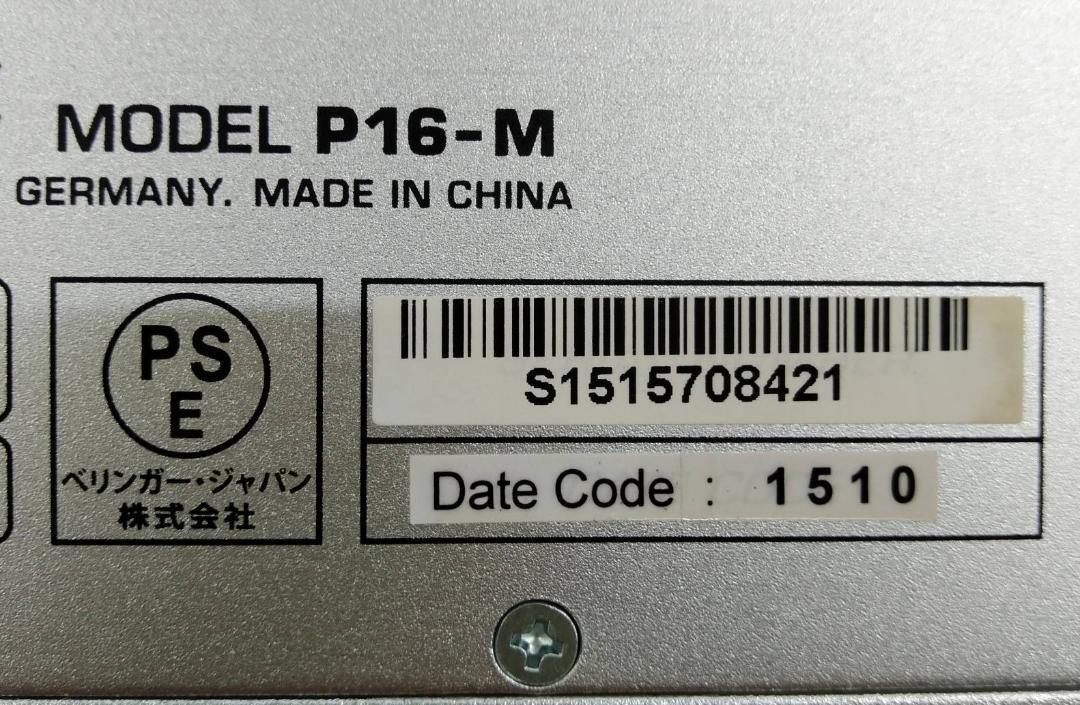 MODEL P16-M
GERMANY. MADE IN CHINA
PS
E
ベリンガー・ジャパン
株式会社
S1515708421
Date Code : 1510